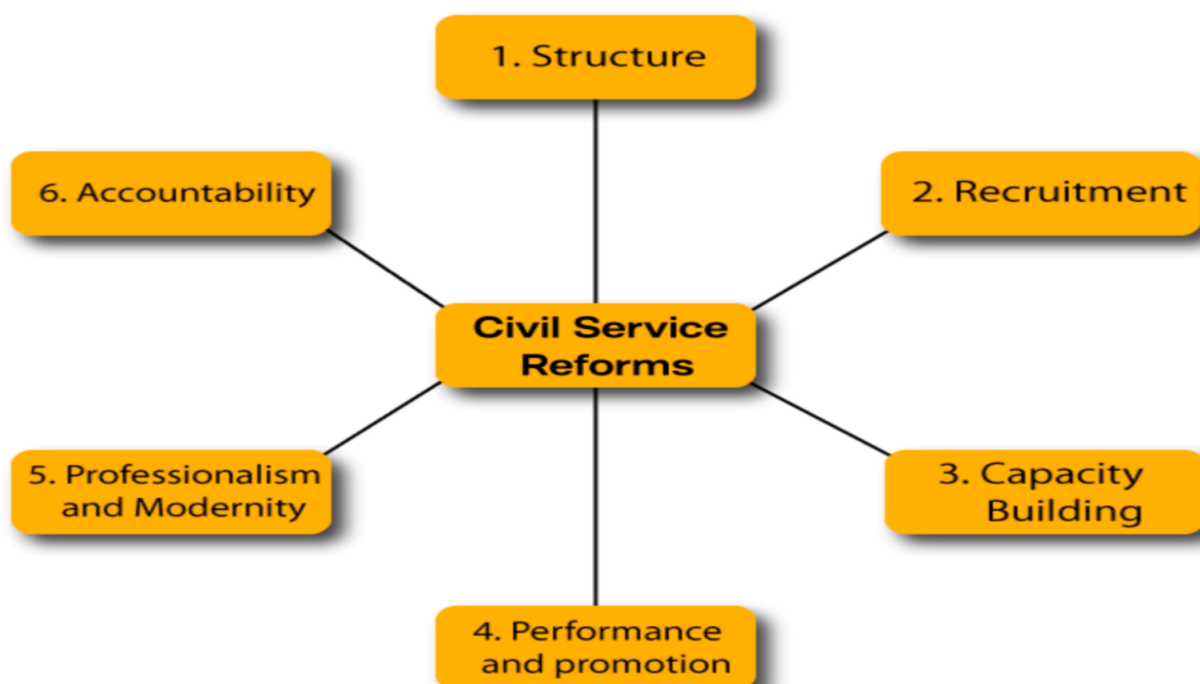 1. Structure
6. Accountability
2. Recruitment
Civil Service
Reforms
5. Professionalism
and Modernity
3. Capacity
Building
4. Performance
and promotion